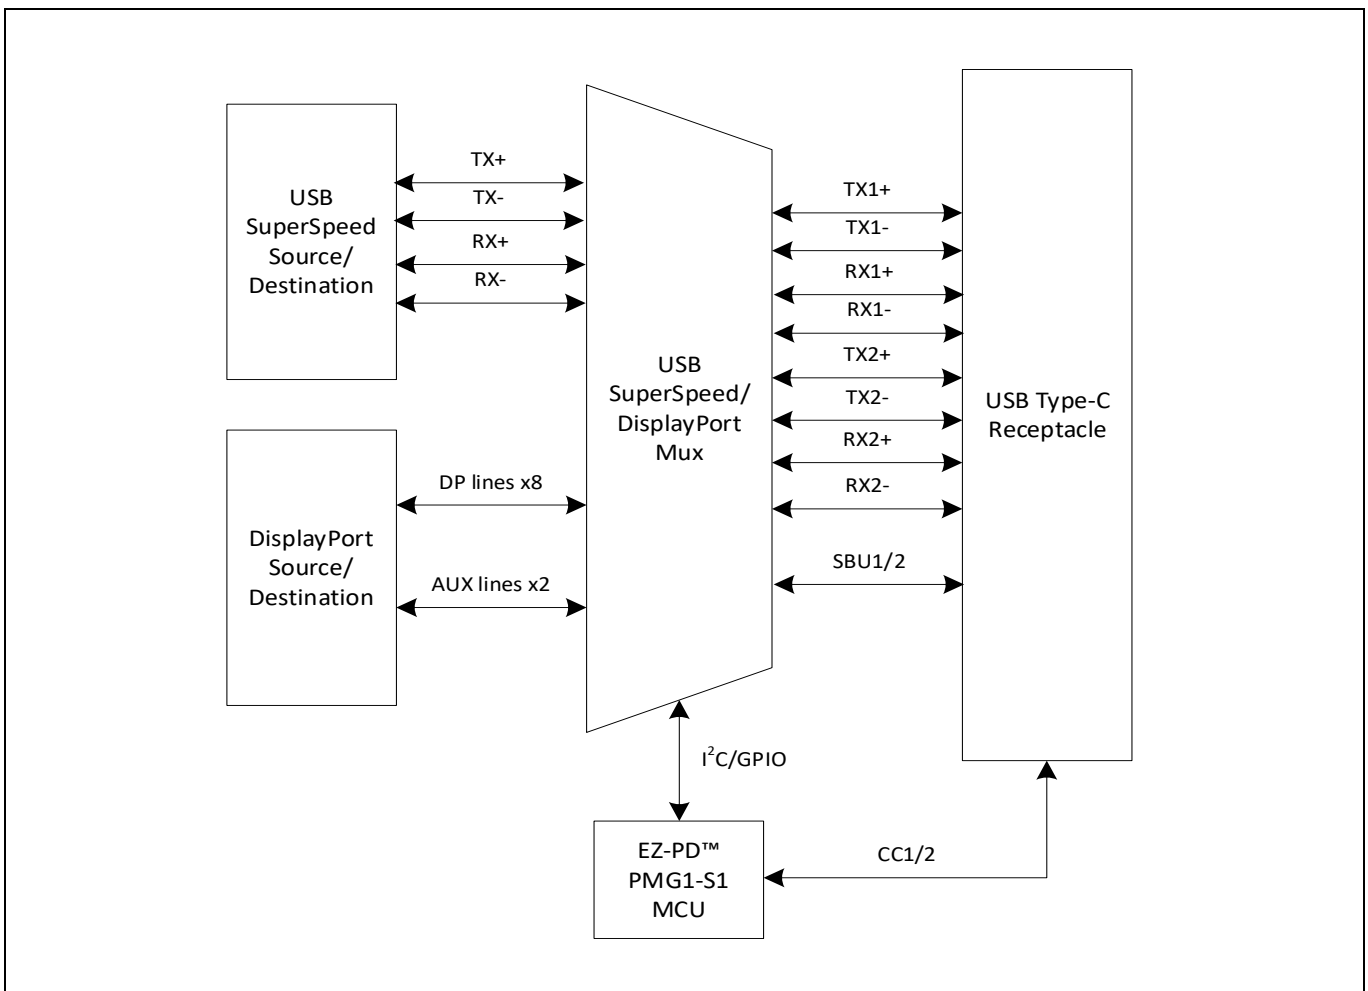 USB
SuperSpeed
Source/
Destination
TX+
TX-
RX+
RX-
DisplayPort
Source/
Destination
DP lines x8
AUX lines x2
USB
SuperSpeed/
DisplayPort
Mux
TX1+
TX1-
RX1+
RX1-
TX2+
TX2-
RX2+
RX2-
SBU1/2
USB Type-C
Receptacle
I²C/GPIO
EZ-PD™
PMG1-S1
MCU
CC1/2